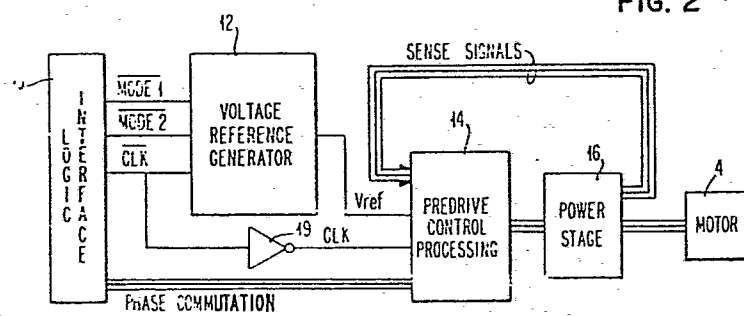 FIG. 2
SENSE SIGNALS
12
14
16
4
LOGIC
INTERFACE
MODE 1
MODE 2
CLK
VOLTAGE
REFERENCE
GENERATOR
Vref
19
CLK
PREDRIVE
CONTROL
PROCESSING
POWER
STAGE
MOTOR
PHASE COMMUTATION